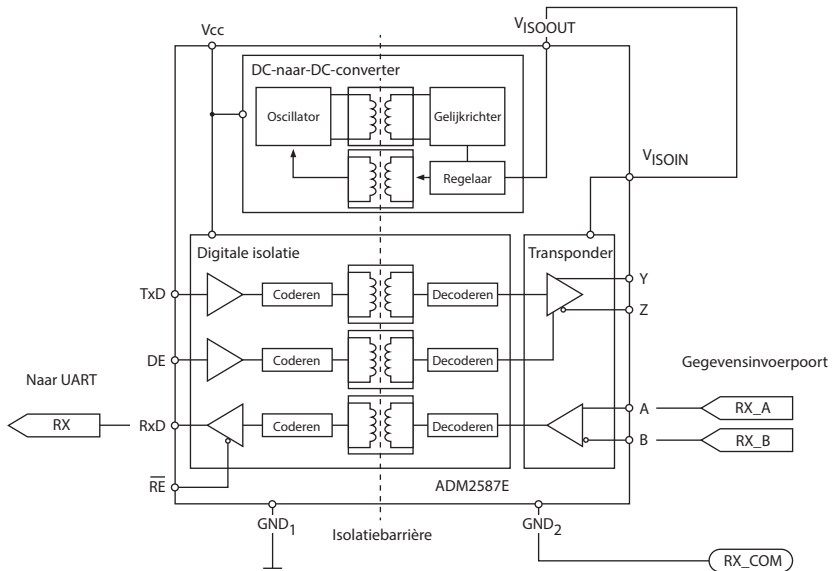 Vcc
VISOOUT
DC-naar-DC-converter
Oscillator
Gelijkrichter
Regelaar
VISOIN
Digitale isolatie
Transponder
TxD
Coderen
Decoderen
Y
Z
DE
Coderen
Decoderen
Naar UART
Gegevensinvoerpoort
RX
RxD
Coderen
Decoderen
A
RX_A
B
RX_B
RE
ADM2587E
GND1
Isolatiebarrière
GND2
RX_COM